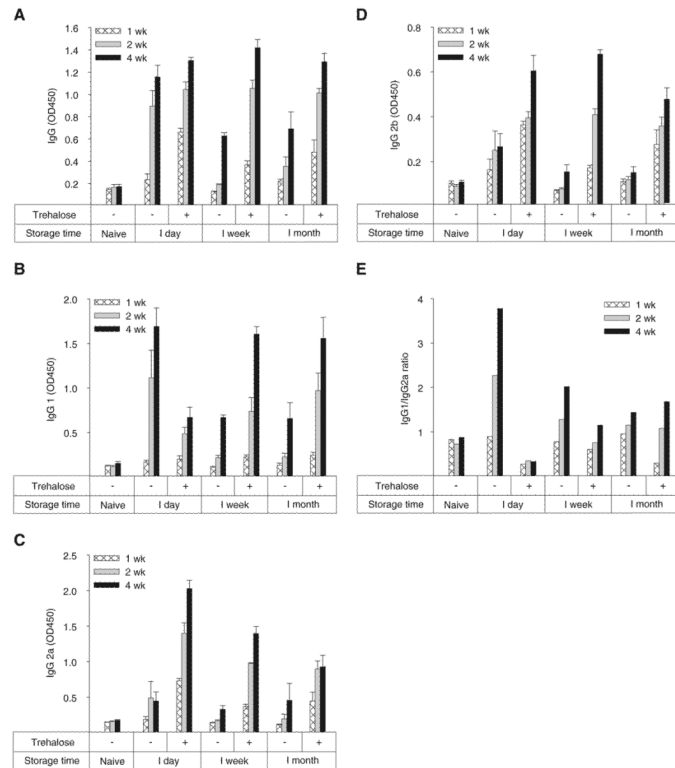 A
1.6
1.4
1.2
1.0
0.8
0.6
0.4
0.2
IgG (OD450)
1 wk
2 wk
4 wk
Trehalose - - + - + - +
Storage time Naive I day I week I month
B
2.0
1.5
1.0
0.5
IgG 1 (OD450)
1 wk
2 wk
4 wk
Trehalose - - + - + - +
Storage time Naive I day I week I month
C
2.5
2.0
1.5
1.0
0.5
IgG 2a (OD450)
1 wk
2 wk
4 wk
Trehalose - - + - + - +
Storage time Naive I day I week I month
D
0.8
0.6
0.4
0.2
IgG 2b (OD450)
1 wk
2 wk
4 wk
Trehalose - - + - + - +
Storage time Naive I day I week I month
E
4
3
2
1
IgG1/IgG2a ratio
1 wk
2 wk
4 wk
Trehalose - - + - + - +
Storage time Naive I day I week I month